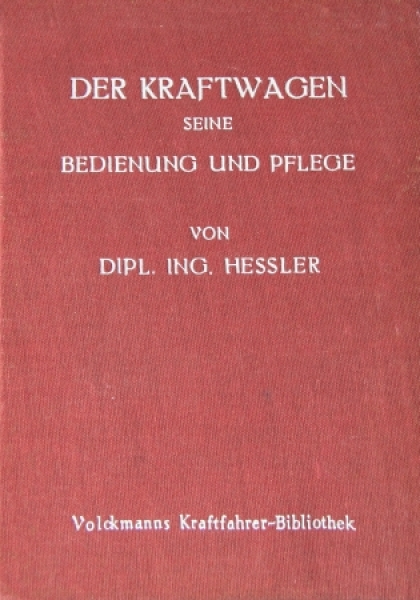 DER KRAFTWAGEN
SEINE
BEDIENUNG UND PFLEGE
VON
DIPL. ING. HESSLER
Volckmanns Kraftfahrer-Bibliothek